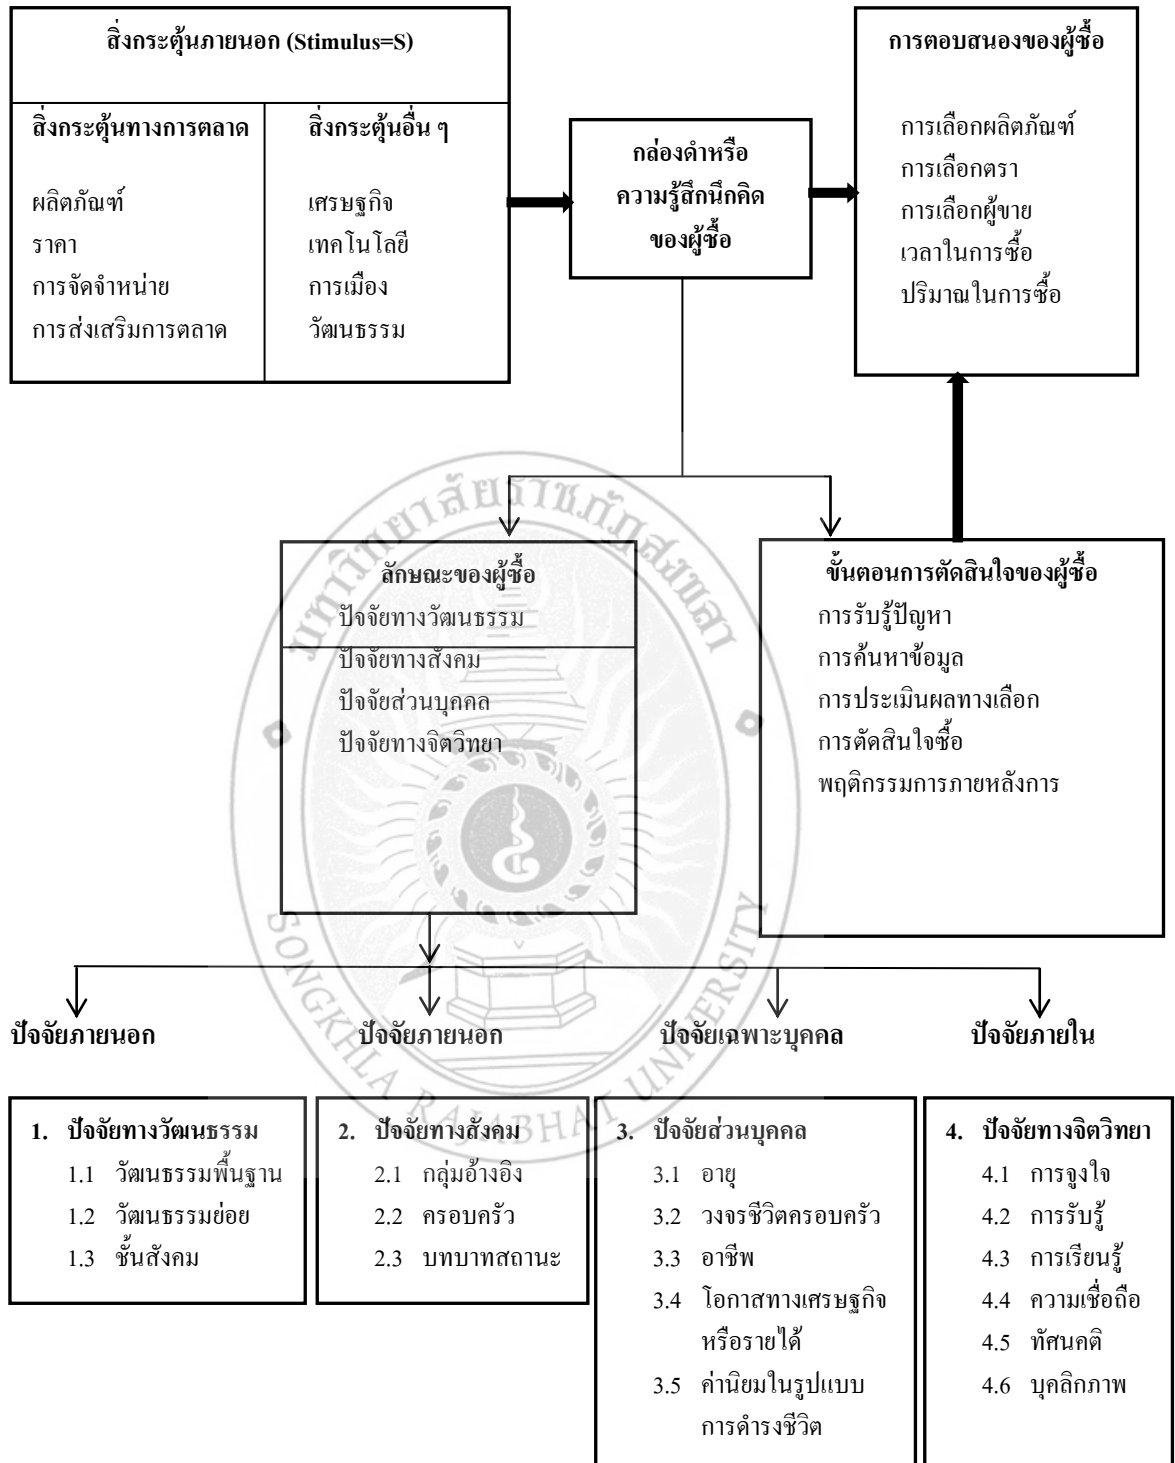 สิ่งกระตุ้นภายนอก (Stimulus=S)
สิ่งกระตุ้นทางการตลาด
ผลิตภัณฑ์
ราคา
การจัดจำหน่าย
การส่งเสริมการตลาด
สิ่งกระตุ้นอื่น ๆ
เศรษฐกิจ
เทคโนโลยี
การเมือง
วัฒนธรรม
กล่องดำหรือ
ความรู้สึกนึกคิด
ของผู้ซื้อ
การตอบสนองของผู้ซื้อ
การเลือกผลิตภัณฑ์
การเลือกตรา
การเลือกผู้ขาย
เวลาในการซื้อ
ปริมาณในการซื้อ
ลักษณะของผู้ซื้อ
ปัจจัยทางวัฒนธรรม
ปัจจัยทางสังคม
ปัจจัยส่วนบุคคล
ปัจจัยทางจิตวิทยา
ขั้นตอนการตัดสินใจของผู้ซื้อ
การรับรู้ปัญหา
การค้นหาข้อมูล
การประเมินผลทางเลือก
การตัดสินใจซื้อ
พฤติกรรมการภายหลังการ
มหาวิทยาลัยราชภัฏสงขลา
SONGKHLA RAJABHAT UNIVERSITY
ปัจจัยภายนอก
1. ปัจจัยทางวัฒนธรรม
1.1 วัฒนธรรมพื้นฐาน
1.2 วัฒนธรรมย่อย
1.3 ชั้นสังคม
ปัจจัยภายนอก
2. ปัจจัยทางสังคม
2.1 กลุ่มอ้างอิง
2.2 ครอบครัว
2.3 บทบาทสถานะ
ปัจจัยเฉพาะบุคคล
3. ปัจจัยส่วนบุคคล
3.1 อายุ
3.2 วงจรชีวิตครอบครัว
3.3 อาชีพ
3.4 โอกาสทางเศรษฐกิจ
หรือรายได้
3.5 ค่านิยมในรูปแบบ
การดำรงชีวิต
ปัจจัยภายใน
4. ปัจจัยทางจิตวิทยา
4.1 การจูงใจ
4.2 การรับรู้
4.3 การเรียนรู้
4.4 ความเชื่อถือ
4.5 ทัศนคติ
4.6 บุคลิกภาพ